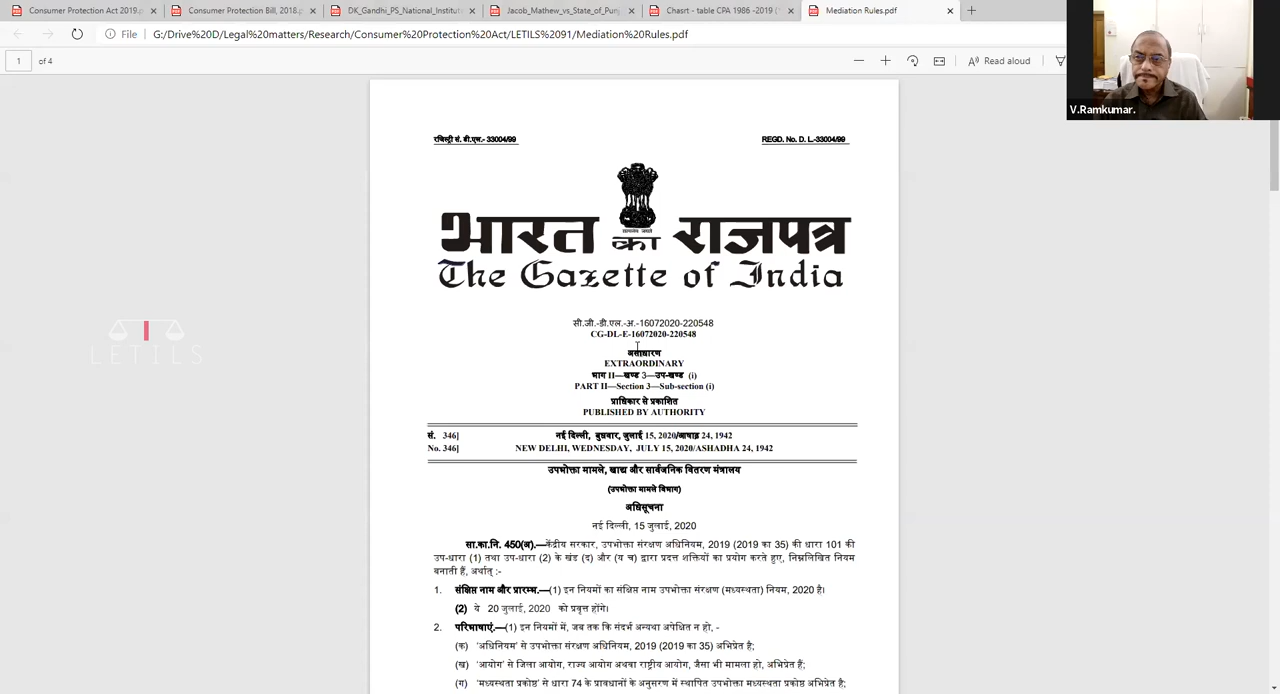 Consumer Protection Act 2019.p
Consumer Protection Bill, 2018.p
DK_Gandhi_PS_National_Institut
Jacob_Mathew_vs_State_of_Punj
Chasrt - table CPA 1986 -2019 (
Mediation Rules.pdf
File G:/Drive%20D/Legal%20matters/Research/Consumer%20Protection%20Act/LETILS%2091/Mediation%20Rules.pdf
1 of 4
Read aloud
V.Ramkumar.
रजिस्ट्री सं. डी.एल.- 33004/99
REGD. No. D. L.-33004/99
सत्यमेव जयते
भारत का राजपत्र
The Gazette of India
सी.जी.-डी.एल.-अ.-16072020-220548
CG-DL-E-16072020-220548
असाधारण
EXTRAORDINARY
भाग II—खण्ड 3—उप-खण्ड (i)
PART II—Section 3—Sub-section (i)
प्राधिकार से प्रकाशित
PUBLISHED BY AUTHORITY
सं. 346] नई दिल्ली, बुधवार, जुलाई 15, 2020/आषाढ़ 24, 1942
No. 346] NEW DELHI, WEDNESDAY, JULY 15, 2020/ASHADHA 24, 1942
उपभोक्ता मामले, खाद्य और सार्वजनिक वितरण मंत्रालय
(उपभोक्ता मामले विभाग)
अधिसूचना
नई दिल्ली, 15 जुलाई, 2020
सा.का.नि. 450(अ).—केंद्रीय सरकार, उपभोक्ता संरक्षण अधिनियम, 2019 (2019 का 35) की धारा 101 की
उप-धारा (1) तथा उप-धारा (2) के खंड (द) और (य च) द्वारा प्रदत्त शक्तियों का प्रयोग करते हुए, निम्नलिखित नियम
बनाती हैं, अर्थात् :-
1. संक्षिप्त नाम और प्रारम्भ.—(1) इन नियमों का संक्षिप्त नाम उपभोक्ता संरक्षण (मध्यस्थता) नियम, 2020 है।
(2) ये 20 जुलाई, 2020 को प्रवृत्त होंगे।
2. परिभाषाएं.—(1) इन नियमों में, जब तक कि संदर्भ अन्यथा अपेक्षित न हो, -
(क) ‘अधिनियम’ से उपभोक्ता संरक्षण अधिनियम, 2019 (2019 का 35) अभिप्रेत है;
(ख) ‘आयोग’ से जिला आयोग, राज्य आयोग अथवा राष्ट्रीय आयोग, जैसा भी मामला हो, अभिप्रेत हैं;
(ग) ‘मध्यस्थता प्रकोष्ठ’ से धारा 74 के प्रावधानों के अनुसरण में स्थापित उपभोक्ता मध्यस्थता प्रकोष्ठ अभिप्रेत है;
LETILS